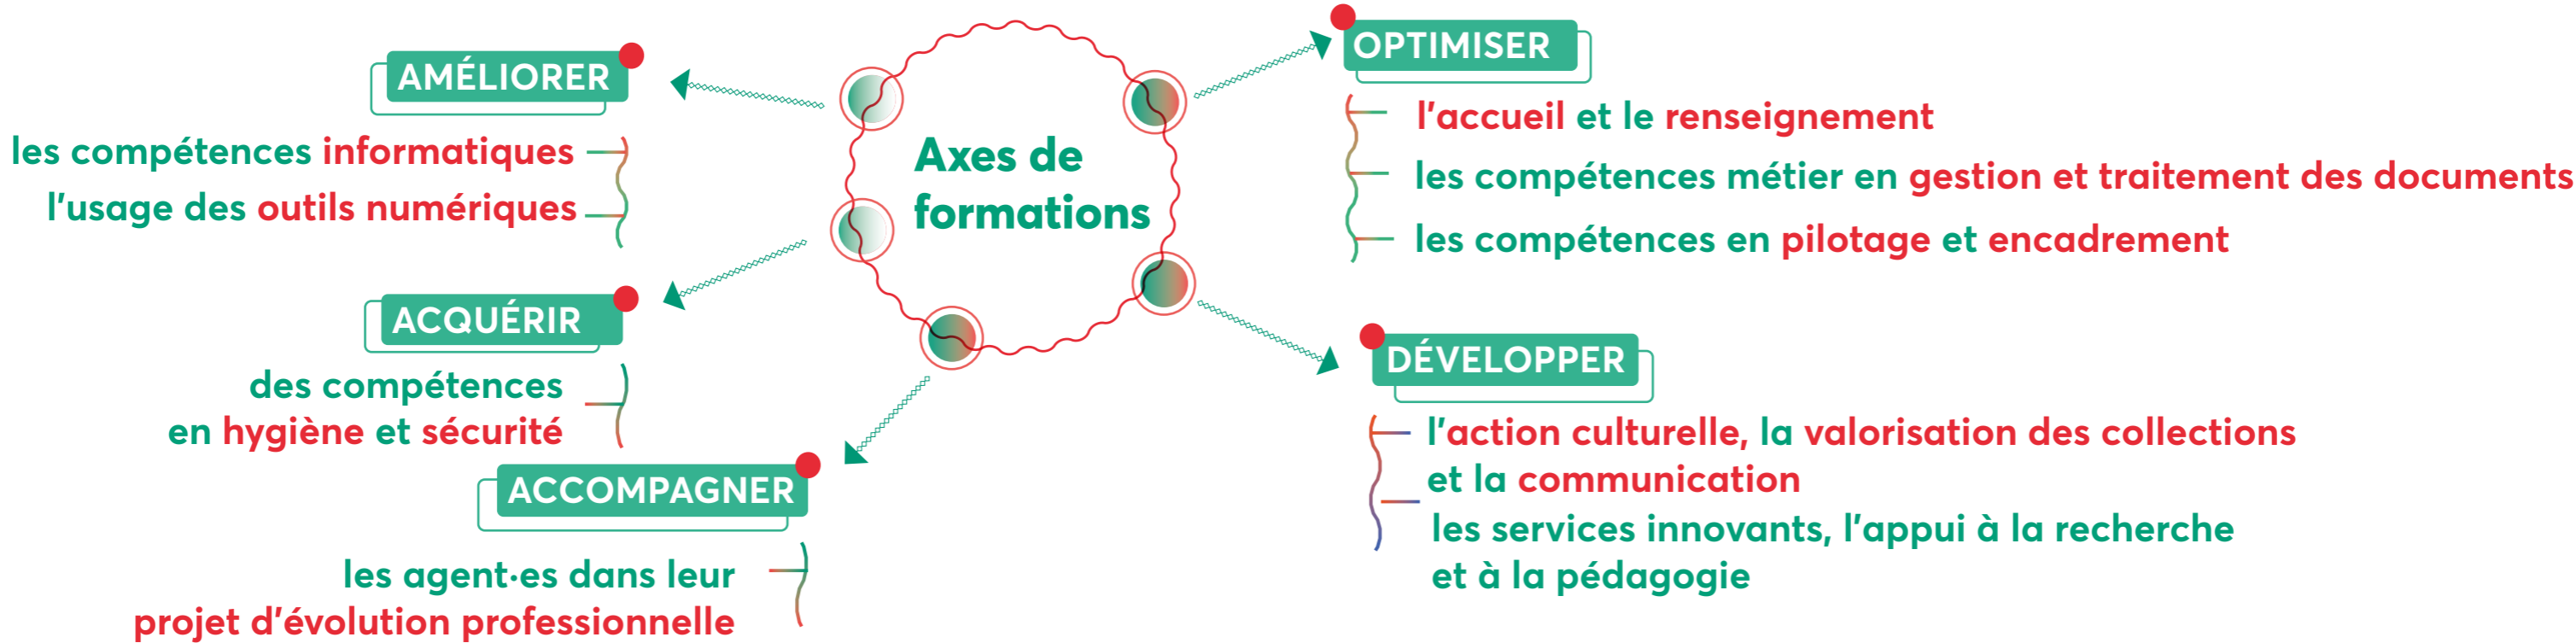 Axes de
formations
AMÉLIORER
les compétences informatiques
l'usage des outils numériques
ACQUÉRIR
des compétences
en hygiène et sécurité
ACCOMPAGNER
les agent·es dans leur
projet d'évolution professionnelle
OPTIMISER
l'accueil et le renseignement
les compétences métier en gestion et traitement des documents
les compétences en pilotage et encadrement
DÉVELOPPER
l'action culturelle, la valorisation des collections
et la communication
les services innovants, l'appui à la recherche
et à la pédagogie